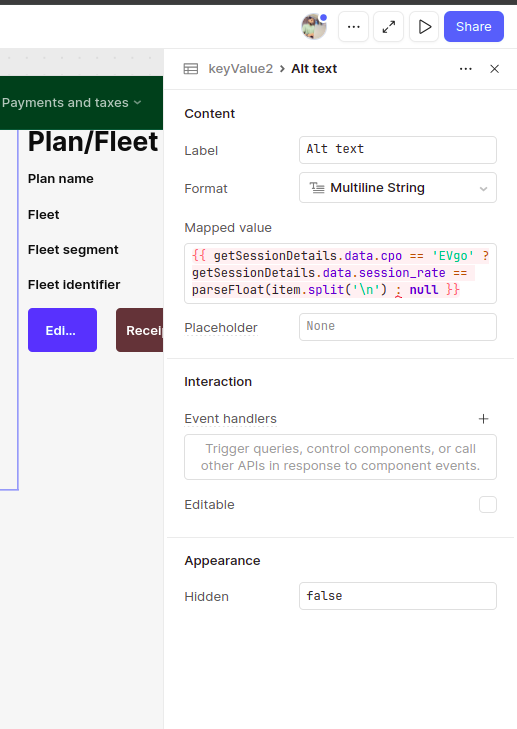 Share
keyValue2 > Alt text
Payments and taxes
Content
Plan/Fleet
Label
Alt text
Plan name
Format
Multiline String
Fleet
Mapped value
Fleet segment
{{ getSessionDetails.data.cpo == 'EVgo' ?
getSessionDetails.data.session_rate ==
parseFloat(item.split('\n') : null }}
Fleet identifier
Edi...
Placeholder
None
Interaction
Event handlers
Trigger queries, control components, or call
other APIs in response to component events.
Editable
Appearance
Hidden
false